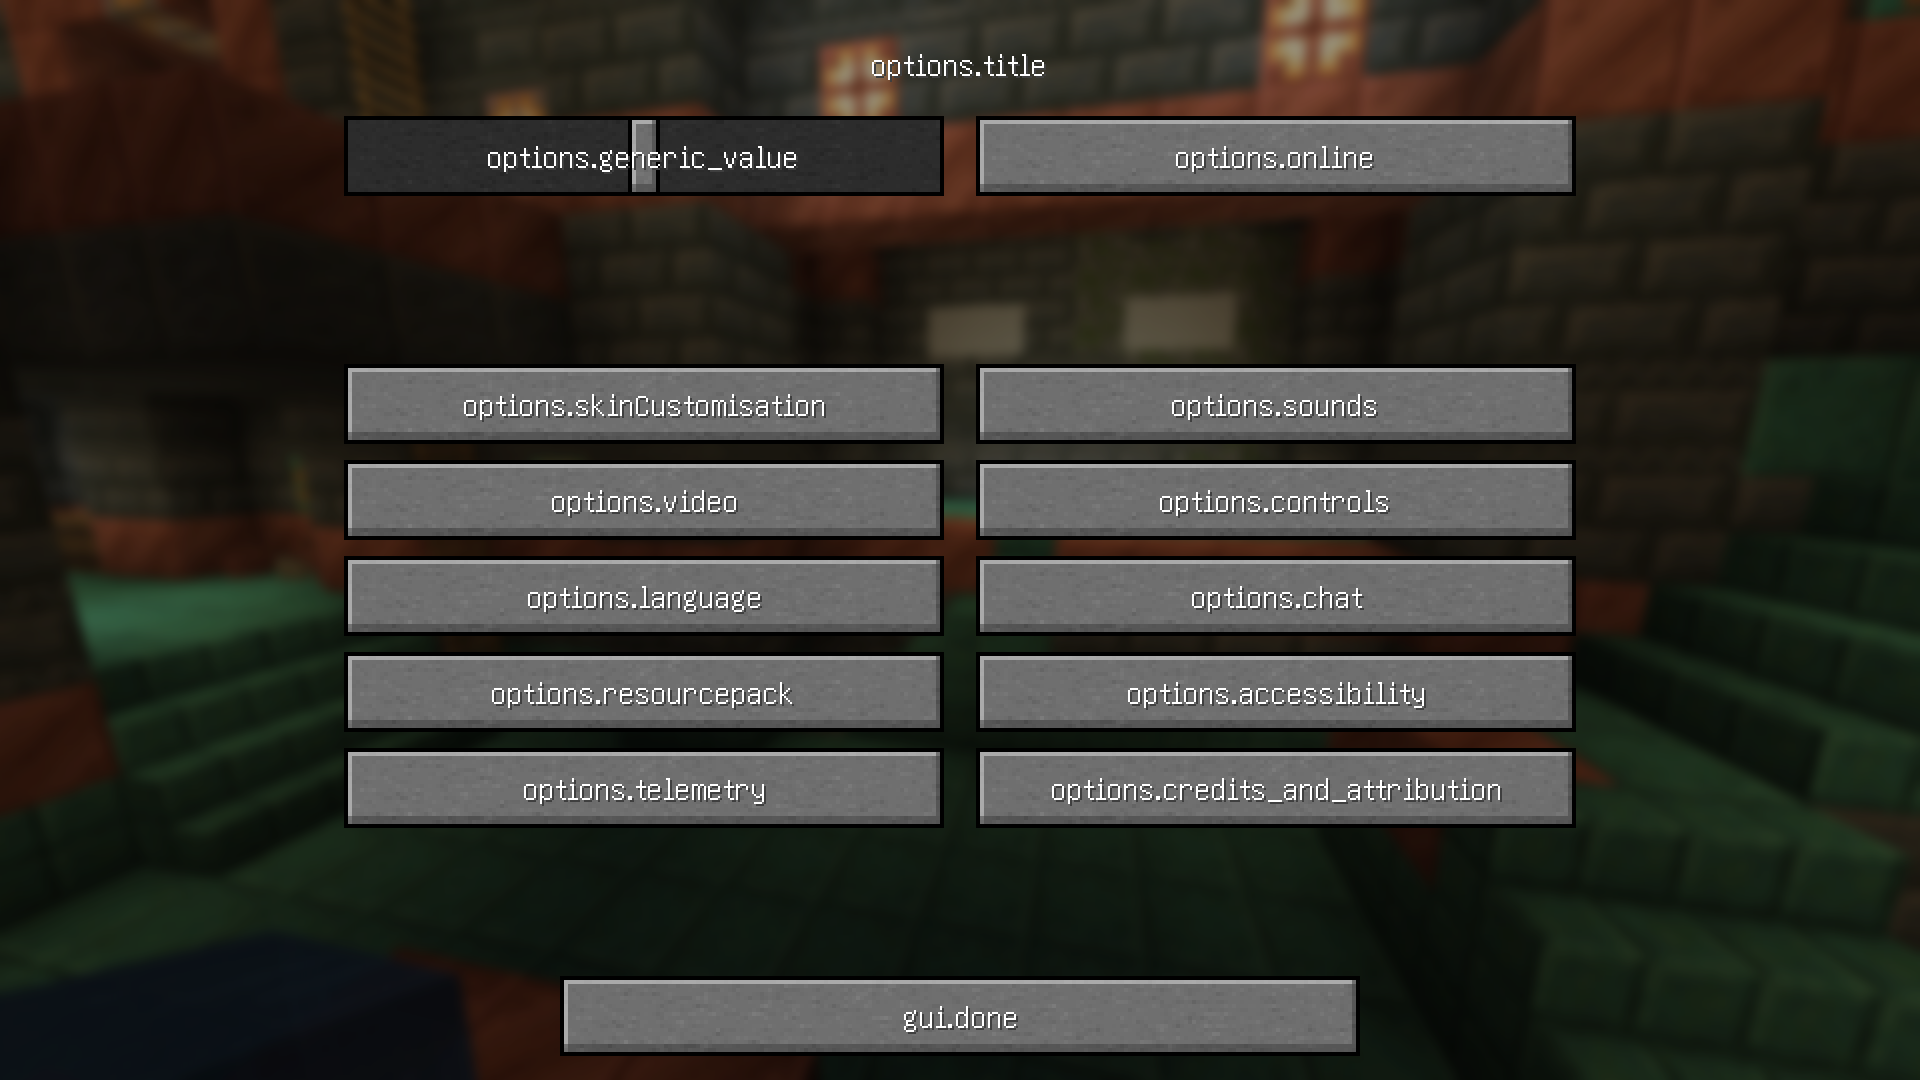 options.title
options.generic_value
options.online
options.skinCustomisation
options.sounds
options.video
options.controls
options.language
options.chat
options.resourcepack
options.accessibility
options.telemetry
options.credits_and_attribution
gui.done